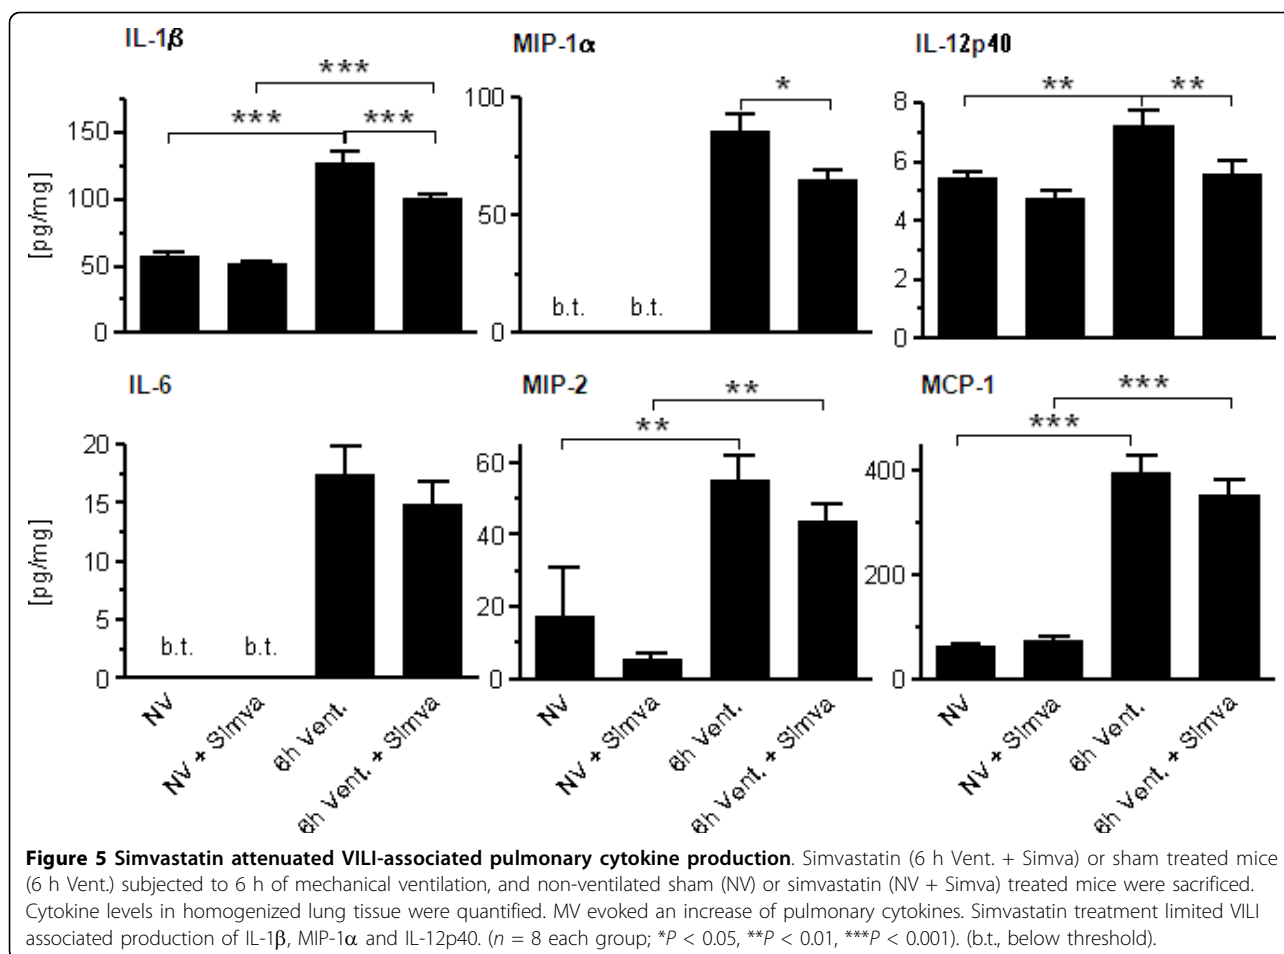 IL-1β
***
***
***
[pg/mg]
150
100
50
0
MIP-1α
*
100
50
0
b.t.
b.t.
IL-12p40
**
**
8
6
4
2
0
IL-6
[pg/mg]
20
15
10
5
0
b.t.
b.t.
NV
NV + Simva
6h Vent.
6h Vent. + Simva
MIP-2
**
**
60
40
20
0
NV
NV + Simva
6h Vent.
6h Vent. + Simva
MCP-1
***
***
400
200
0
NV
NV + Simva
6h Vent.
6h Vent. + Simva
Figure 5 Simvastatin attenuated VILI-associated pulmonary cytokine production. Simvastatin (6 h Vent. + Simva) or sham treated mice
(6 h Vent.) subjected to 6 h of mechanical ventilation, and non-ventilated sham (NV) or simvastatin (NV + Simva) treated mice were sacrificed.
Cytokine levels in homogenized lung tissue were quantified. MV evoked an increase of pulmonary cytokines. Simvastatin treatment limited VILI
associated production of IL-1β, MIP-1α and IL-12p40. (n = 8 each group; *P < 0.05, **P < 0.01, ***P < 0.001). (b.t., below threshold).